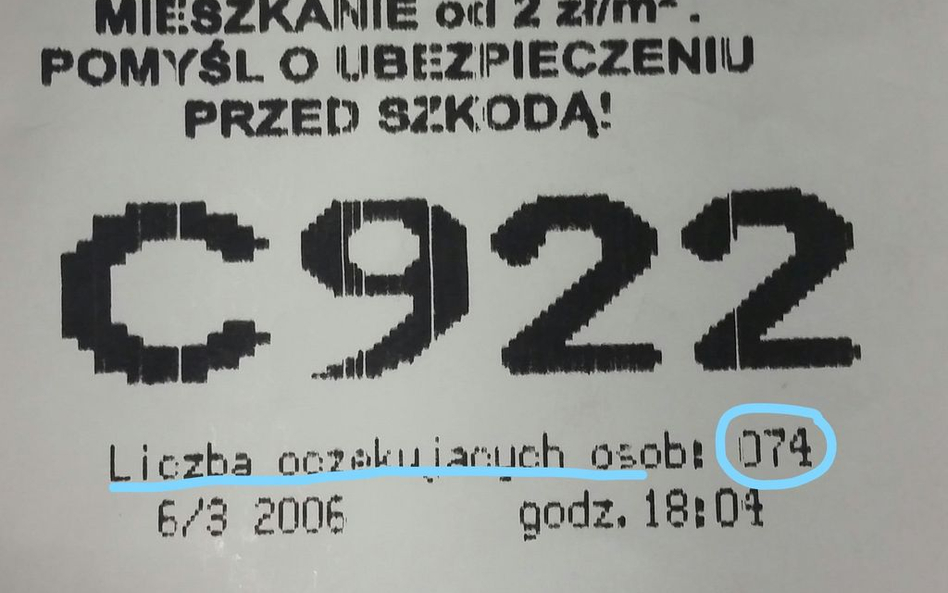 MIESZKANIE od 2 zł/m².
POMYŚL O UBEZPIECZENIU
PRZED SZKODĄ!
C922
Liczba oczekujących osob: 074
6/3 2006 godz. 18:04